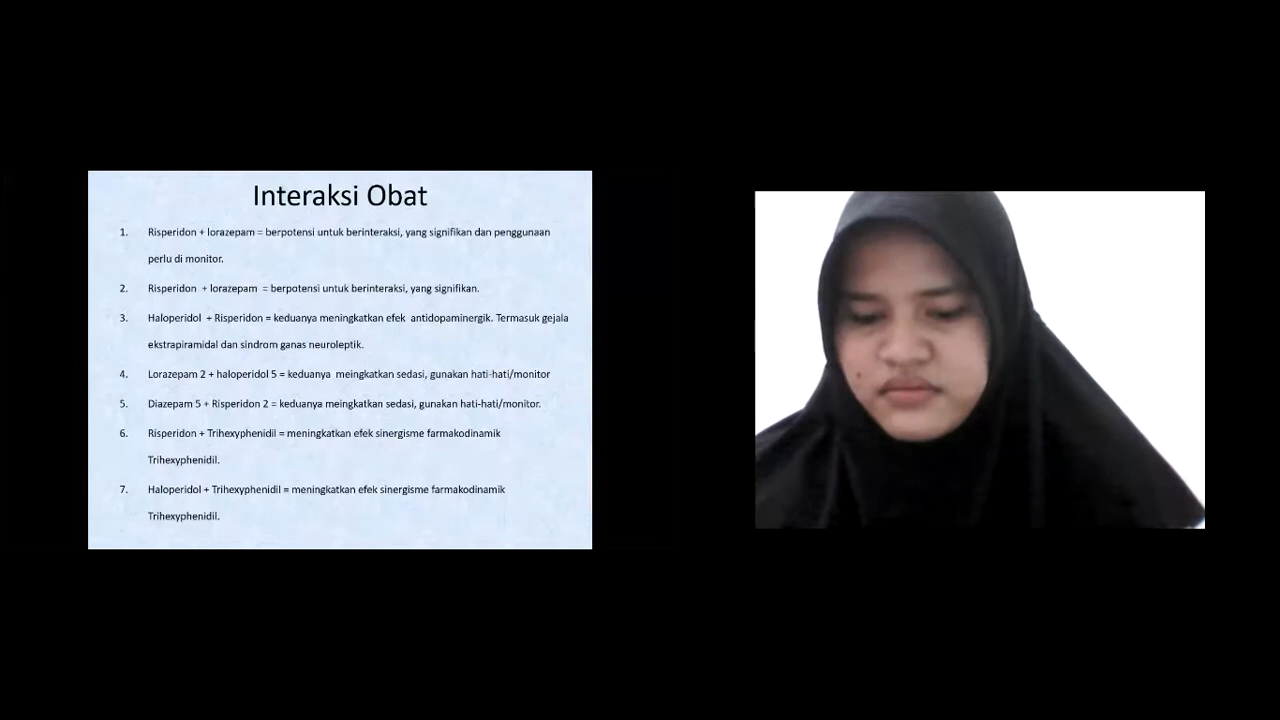 Interaksi Obat
1. Risperidon + lorazepam = berpotensi untuk berinteraksi, yang signifikan dan penggunaan
perlu di monitor.
2. Risperidon + lorazepam = berpotensi untuk berinteraksi, yang signifikan.
3. Haloperidol + Risperidon = keduanya meningkatkan efek antidopaminergik. Termasuk gejala
ekstrapiramidal dan sindrom ganas neuroleptik.
4. Lorazepam 2 + haloperidol 5 = keduanya meingkatkan sedasi, gunakan hati-hati/monitor
5. Diazepam 5 + Risperidon 2 = keduanya meingkatkan sedasi, gunakan hati-hati/monitor.
6. Risperidon + Trihexyphenidil = meningkatkan efek sinergisme farmakodinamik
Trihexyphenidil.
7. Haloperidol + Trihexyphenidil = meningkatkan efek sinergisme farmakodinamik
Trihexyphenidil.